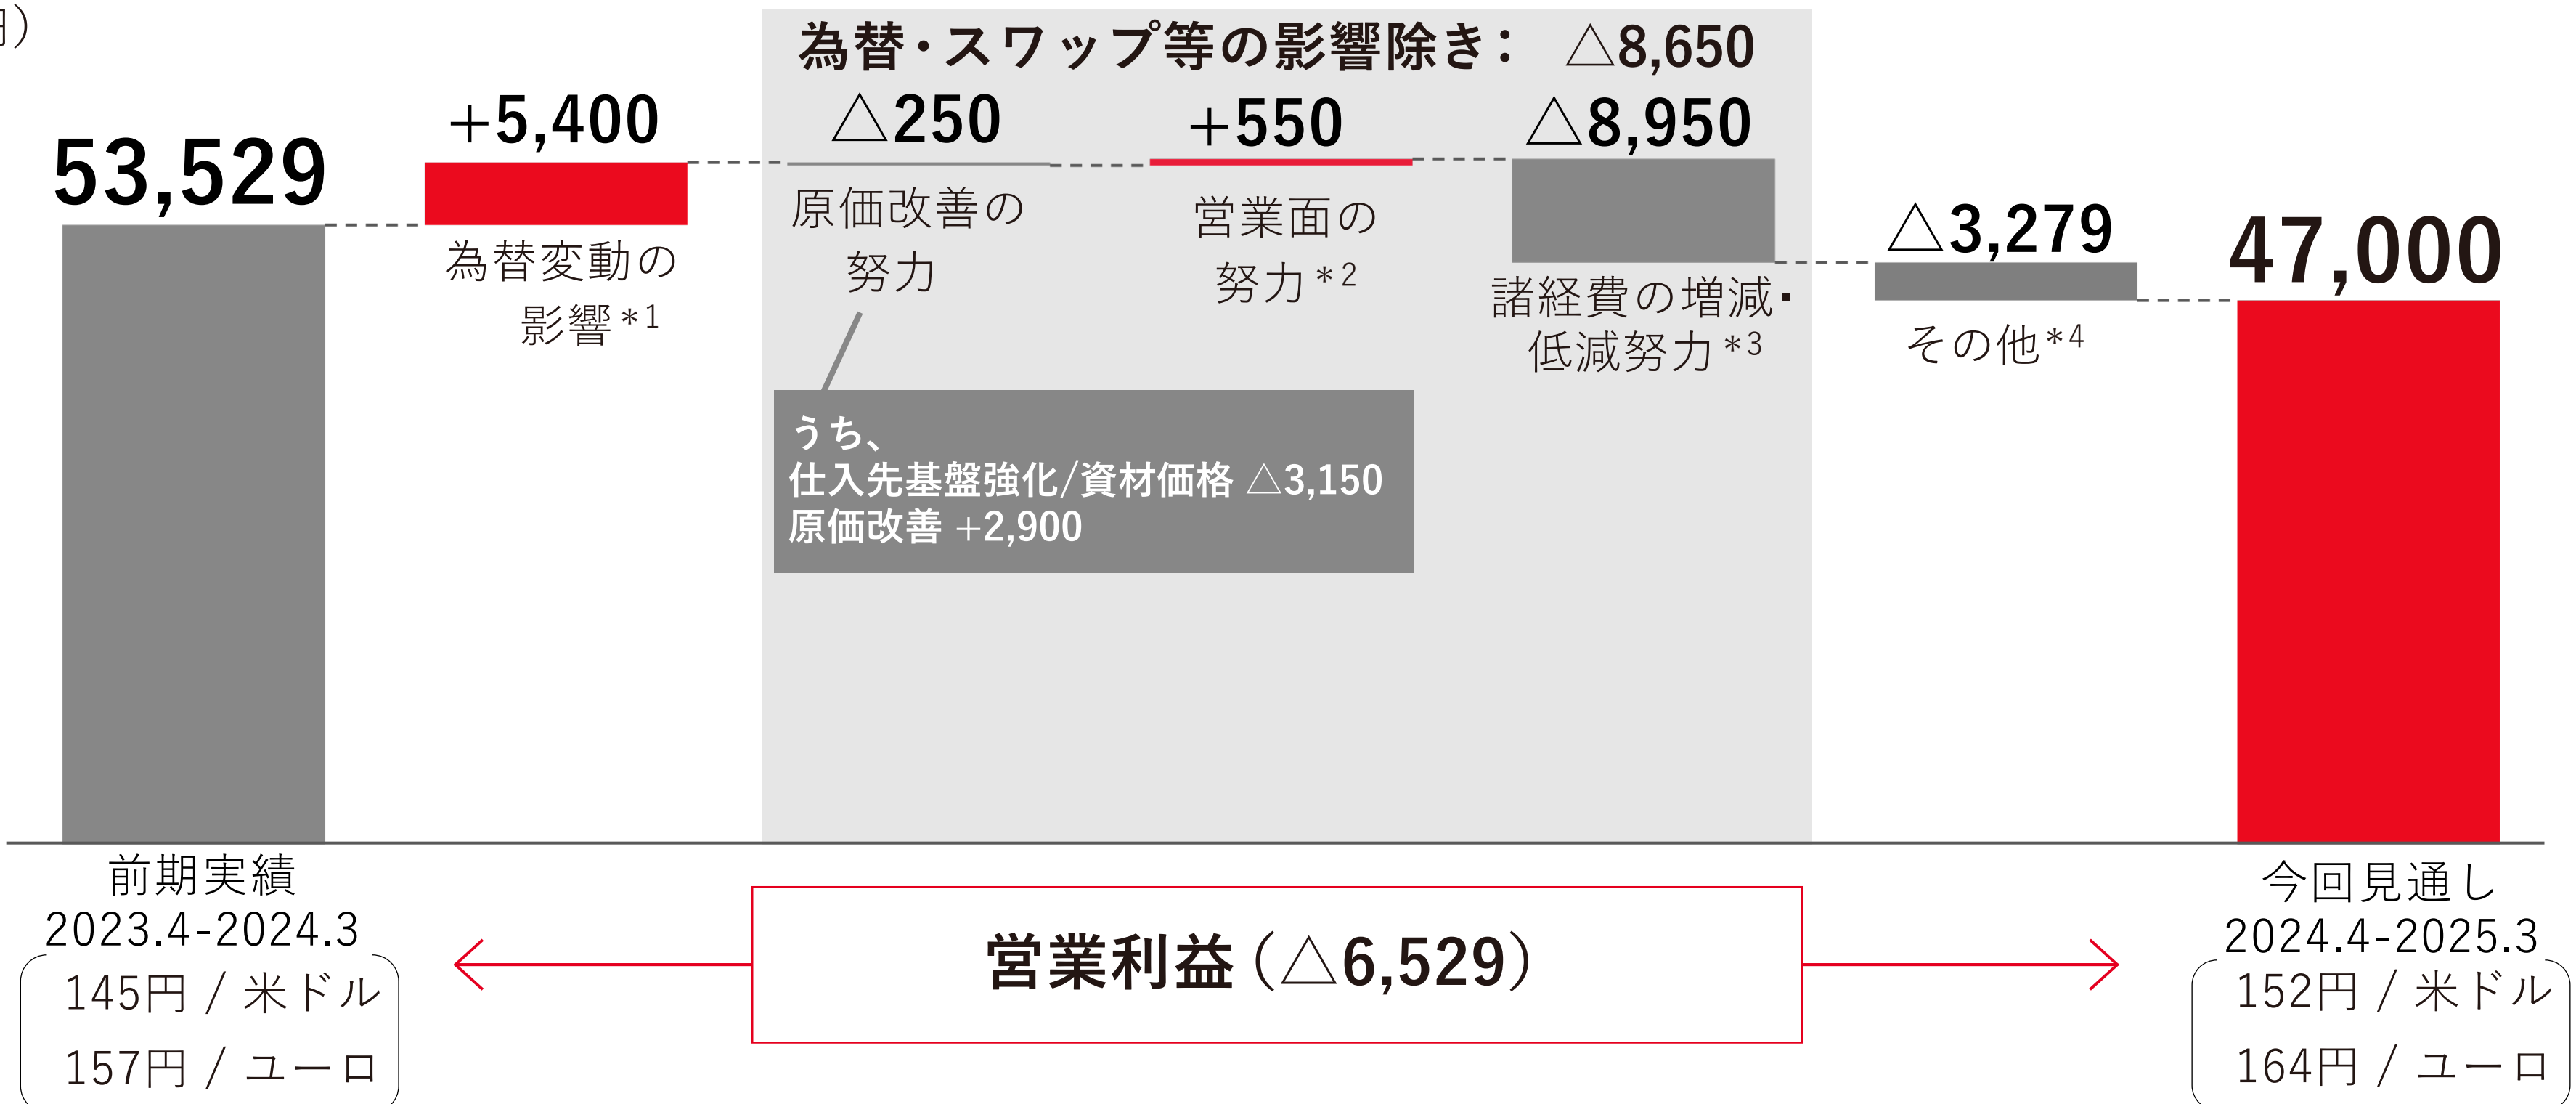 円)
為替・スワップ等の影響除き： △8,650
53,529
+5,400
為替変動の
影響*1
△250
原価改善の
努力
+550
営業面の
努力*2
△8,950
諸経費の増減・
低減努力*3
△3,279
その他*4
47,000
うち、
仕入先基盤強化/資材価格 △3,150
原価改善 +2,900
前期実績
2023.4-2024.3
145円 / 米ドル
157円 / ユーロ
営業利益(△6,529)
今回見通し
2024.4-2025.3
152円 / 米ドル
164円 / ユーロ